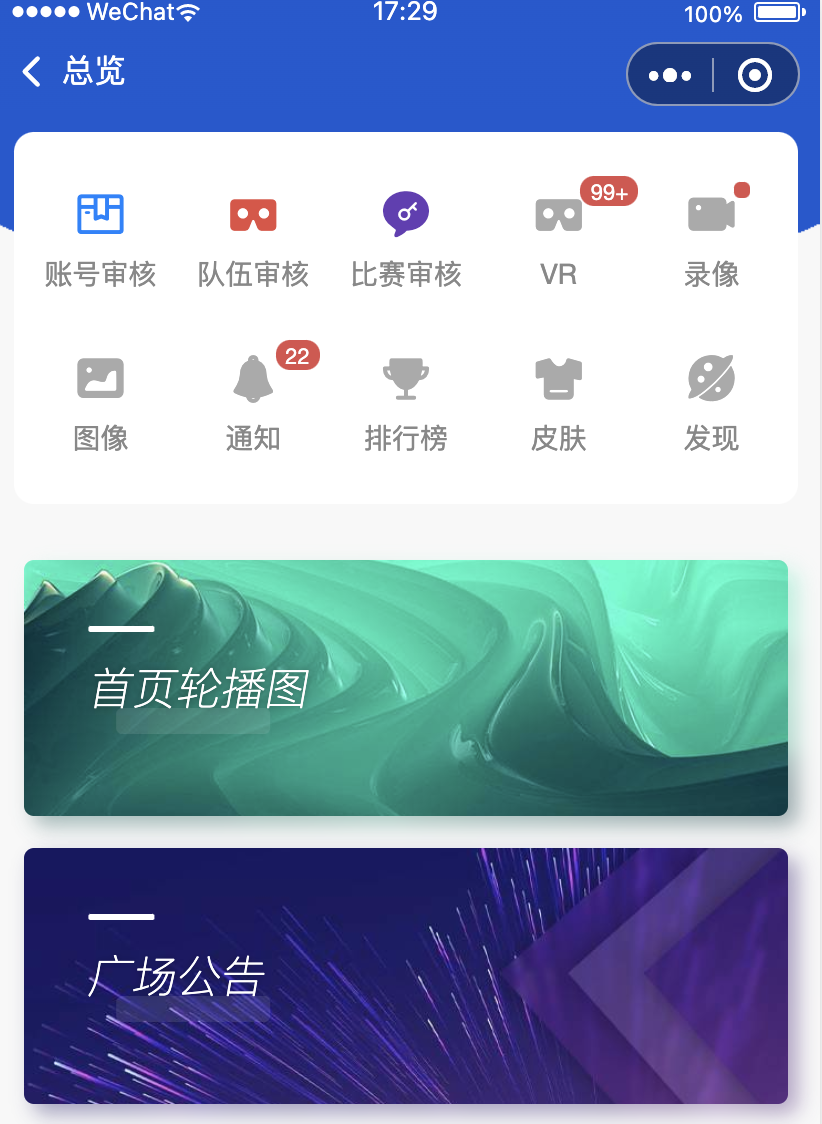 WeChat 17:29 100%
总览
99+
账号审核 队伍审核 比赛审核 VR 录像
22
图像 通知 排行榜 皮肤 发现
首页轮播图
广场公告